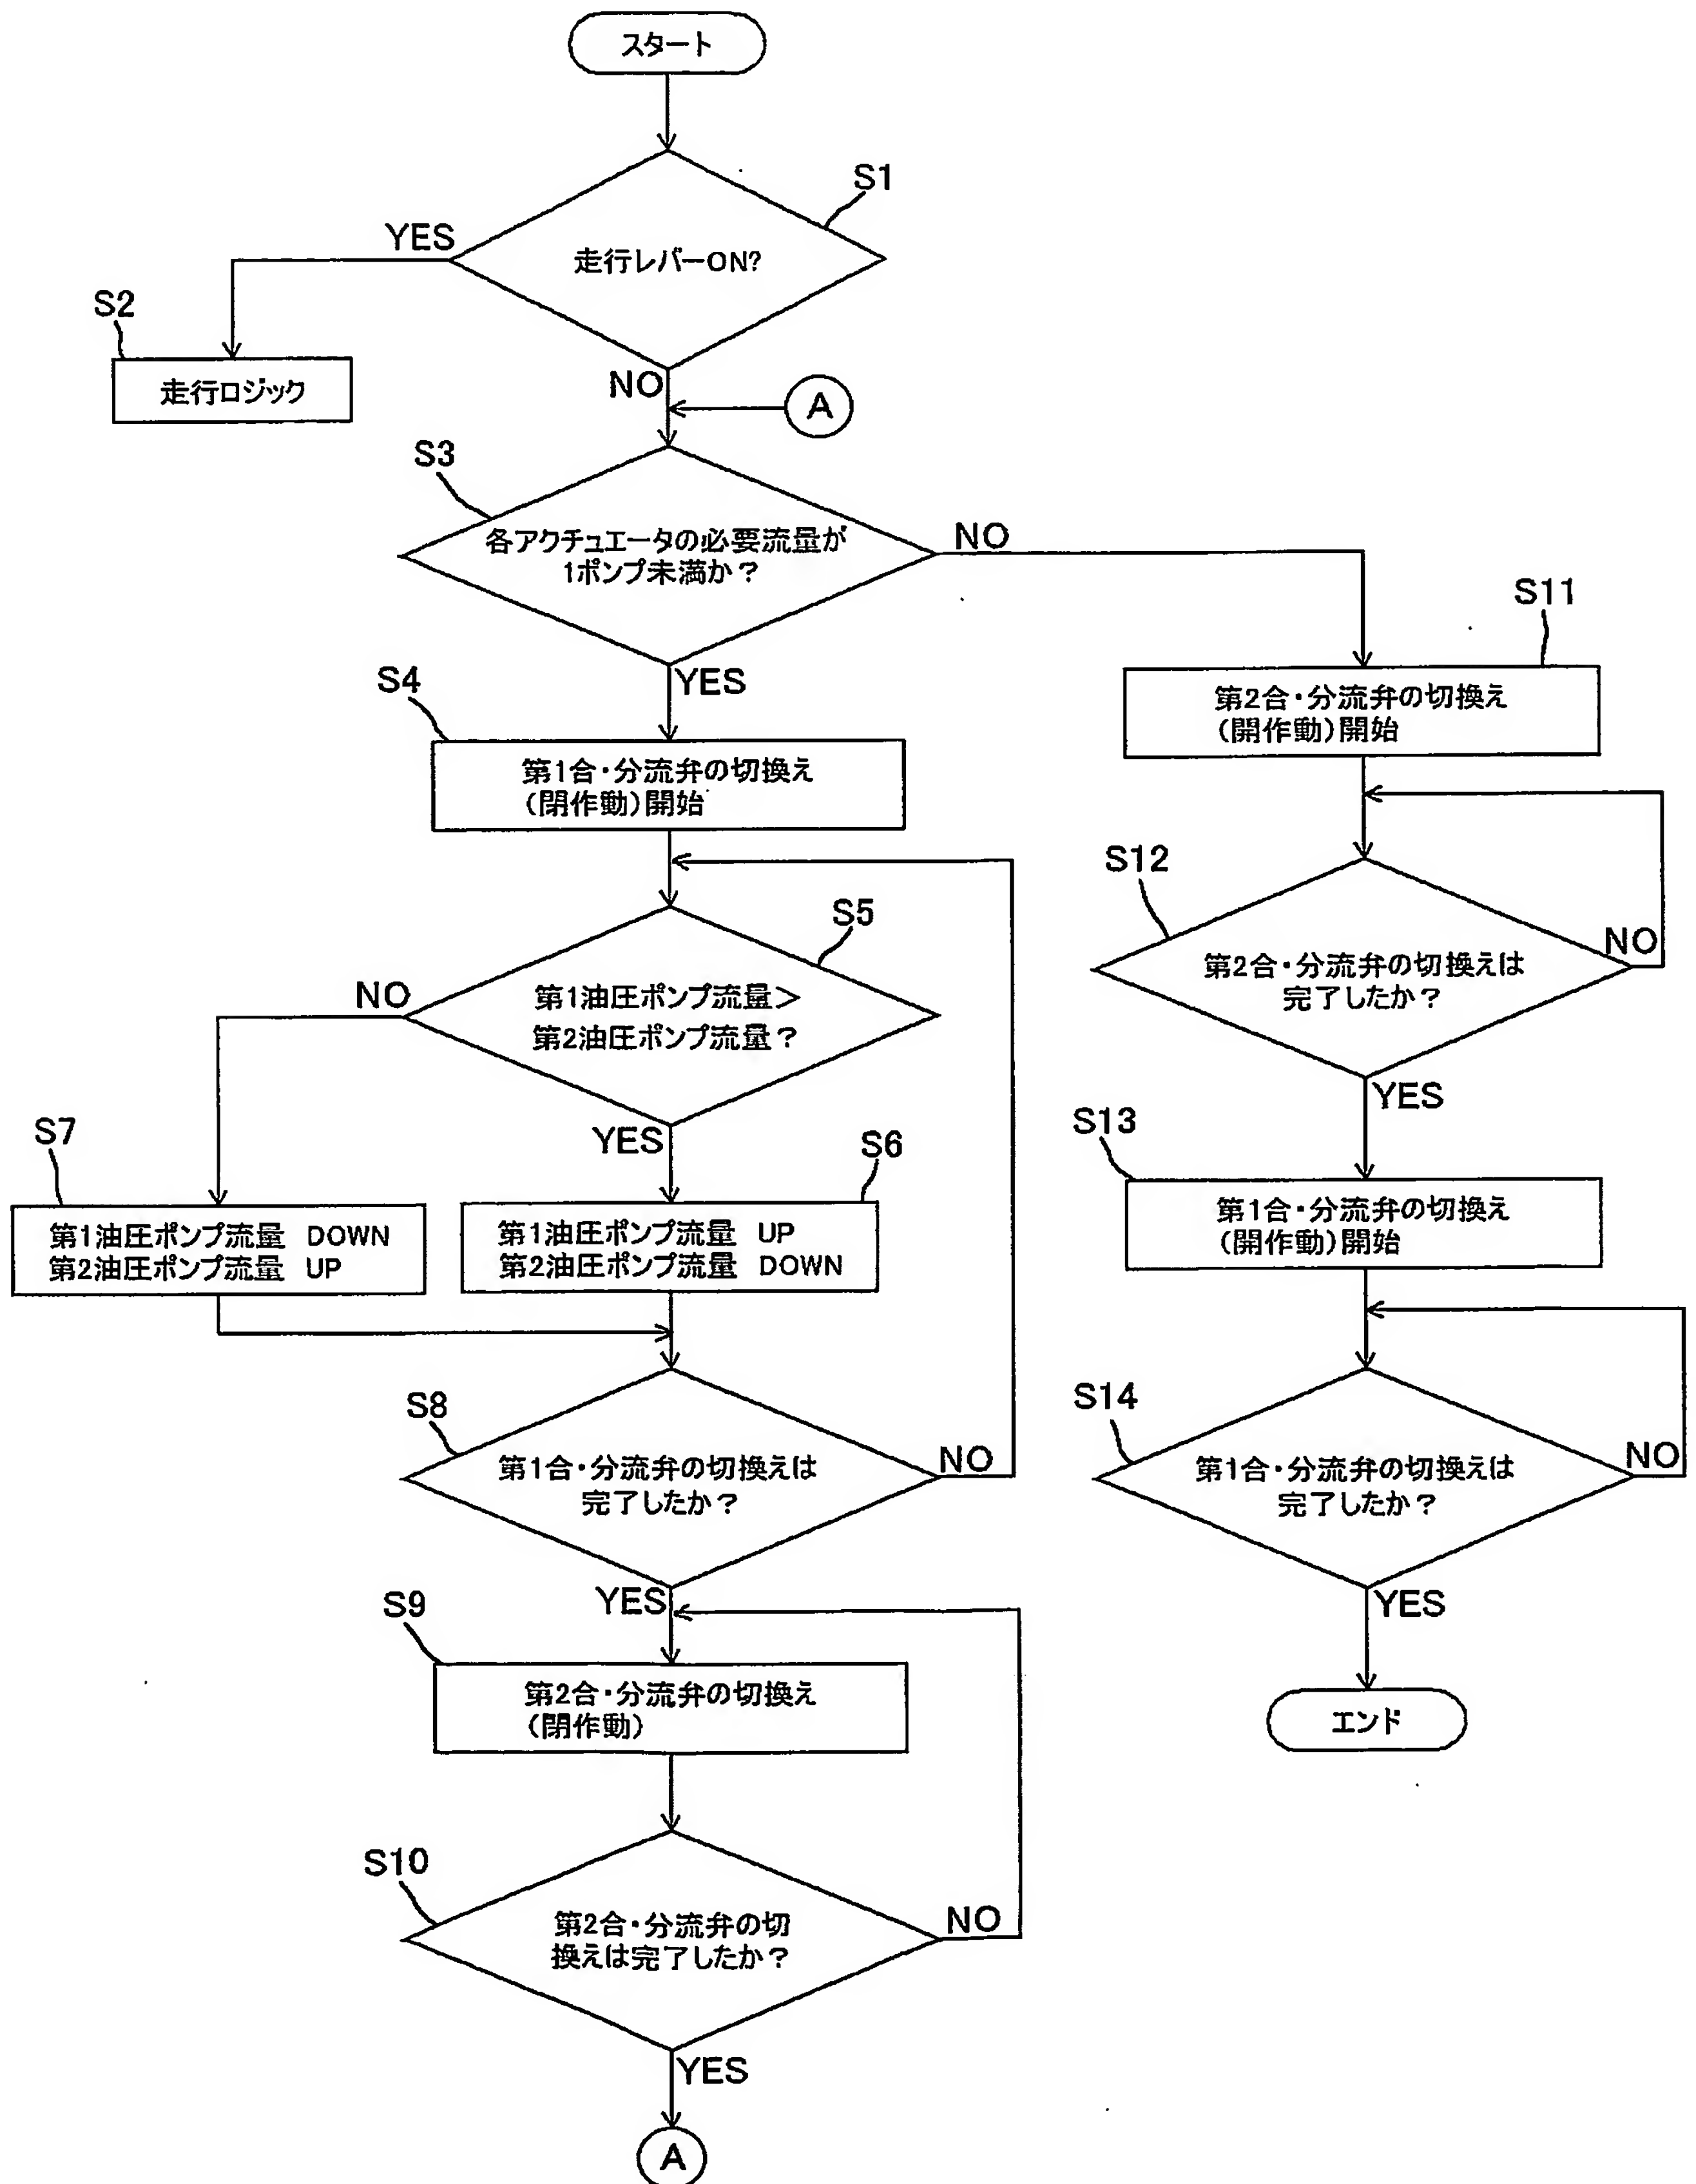 スタート
S1
YES
走行レバーON?
S2
走行ロジック
NO
A
S3
各アクチュエータの必要流量が
1ポンプ未満か？
NO
YES
S4
第1合・分流弁の切換え
(閉作動)開始
S5
NO
第1油圧ポンプ流量＞
第2油圧ポンプ流量？
YES
S7
第1油圧ポンプ流量 DOWN
第2油圧ポンプ流量 UP
S6
第1油圧ポンプ流量 UP
第2油圧ポンプ流量 DOWN
S8
第1合・分流弁の切換えは
完了したか？
NO
YES
S9
第2合・分流弁の切換え
(閉作動)
S10
第2合・分流弁の切
換えは完了したか？
NO
YES
A
S11
第2合・分流弁の切換え
(開作動)開始
S12
第2合・分流弁の切換えは
完了したか？
NO
YES
S13
第1合・分流弁の切換え
(開作動)開始
S14
第1合・分流弁の切換えは
完了したか？
NO
YES
エンド